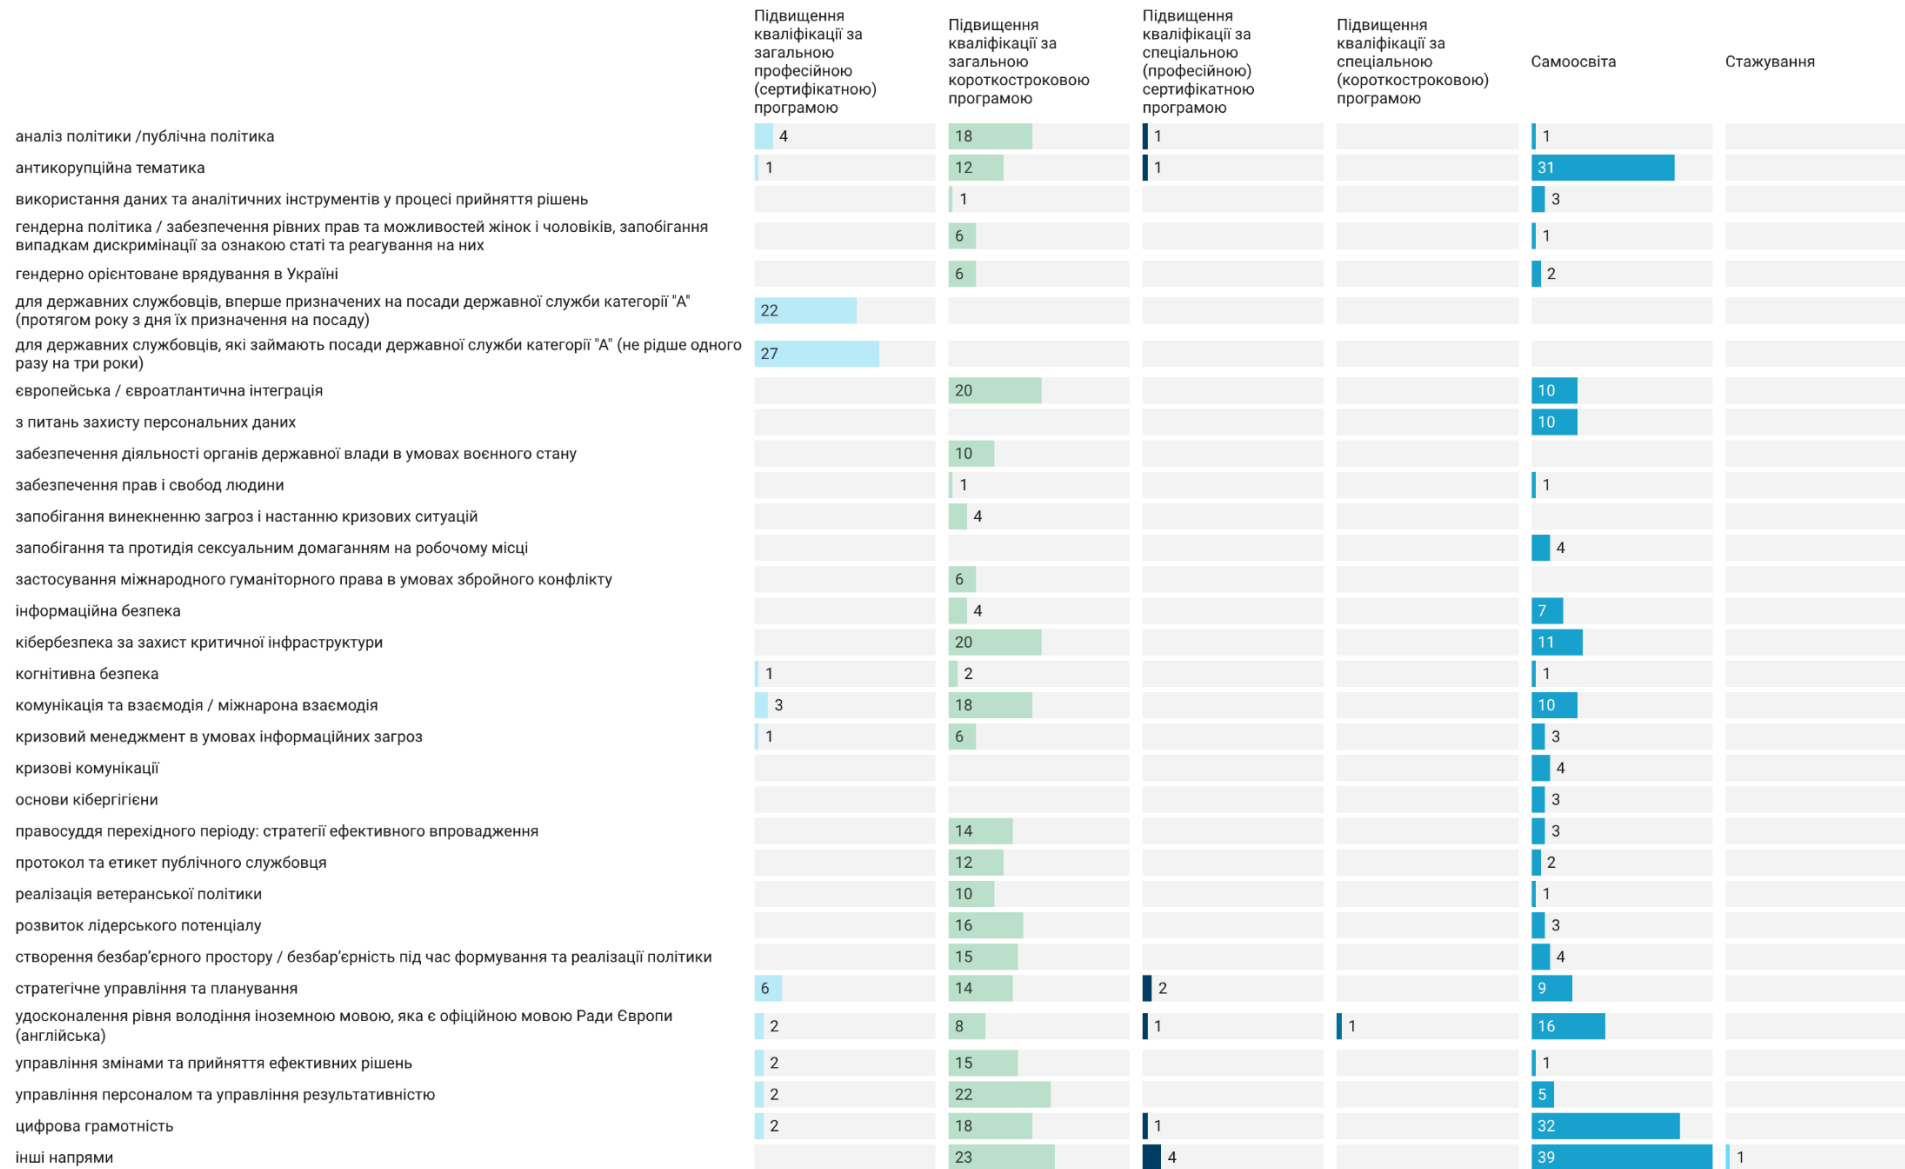 Підвищення
кваліфікації за
загальною
професійною
(сертифікатною)
програмою
Підвищення
кваліфікації за
загальною
короткостроковою
програмою
Підвищення
кваліфікації за
спеціальною
(професійною)
сертифікатною
програмою
Підвищення
кваліфікації за
спеціальною
(короткостроковою)
програмою
Самоосвіта
Стажування
аналіз політики /публічна політика 4 18 1 1
антикорупційна тематика 1 12 1 31
використання даних та аналітичних інструментів у процесі прийняття рішень 1 3
гендерна політика / забезпечення рівних прав та можливостей жінок і чоловіків, запобігання
випадкам дискримінації за ознакою статі та реагування на них 6 1
гендерно орієнтоване врядування в Україні 6 2
для державних службовців, вперше призначених на посади державної служби категорії "А"
(протягом року з дня їх призначення на посаду) 22
для державних службовців, які займають посади державної служби категорії "А" (не рідше одного
разу на три роки) 27
європейська / євроатлантична інтеграція 20 10
з питань захисту персональних даних 10
забезпечення діяльності органів державної влади в умовах воєнного стану 10
забезпечення прав і свобод людини 1 1
запобігання винекненню загроз і настанню кризових ситуацій 4
запобігання та протидія сексуальним домаганням на робочому місці 4
застосування міжнародного гуманіторного права в умовах збройного конфлікту 6
інформаційна безпека 4 7
кібербезпека за захист критичної інфраструктури 20 11
когнітивна безпека 1 2 1
комунікація та взаємодія / міжнарона взаємодія 3 18 10
кризовий менеджмент в умовах інформаційних загроз 1 6 3
кризові комунікації 4
основи кібергігієни 3
правосуддя перехідного періоду: стратегії ефективного впровадження 14 3
протокол та етикет публічного службовця 12 2
реалізація ветеранської політики 10 1
розвиток лідерського потенціалу 16 3
створення безбар’єрного простору / безбар’єрність під час формування та реалізації політики 15 4
стратегічне управління та планування 6 14 2 9
удосконалення рівня володіння іноземною мовою, яка є офіційною мовою Ради Європи
(англійська) 2 8 1 1 16
управління змінами та прийняття ефективних рішень 2 15 1
управління персоналом та управління результативністю 2 22 5
цифрова грамотність 2 18 1 32
інші напрями 23 4 39 1